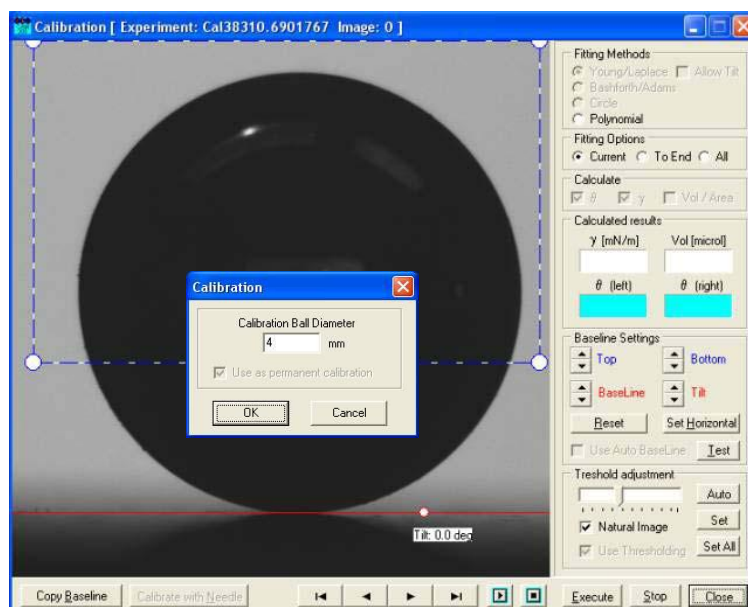 Calibration [ Experiment: Cal38310.6901767 Image: 0 ]
Fitting Methods
Young/Laplace Allow Tilt
Bashforth/Adams
Circle
Polynomial
Fitting Options
Current To End All
Calculate
θ γ Vol / Area
Calculated results
γ [mN/m] Vol [microl]
θ (left) θ (right)
Calibration
Calibration Ball Diameter
4 mm
Use as permanent calibration
OK Cancel
Baseline Settings
Top Bottom
BaseLine Tilt
Reset Set Horizontal
Use Auto BaseLine Test
Treshold adjustment
Auto
Natural Image Set
Use Thresholding Set All
Tilt: 0.0 deg
Copy Baseline Calibrate with Needle Execute Stop Close